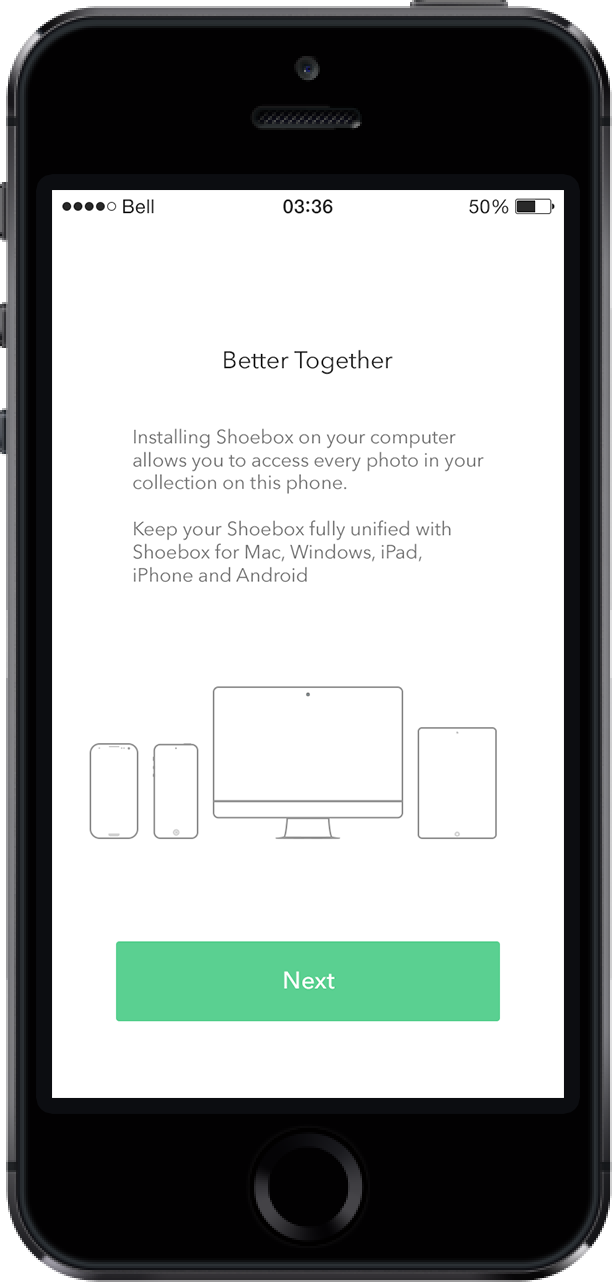 Bell 03:36 50%
Better Together
Installing Shoebox on your computer
allows you to access every photo in your
collection on this phone.
Keep your Shoebox fully unified with
Shoebox for Mac, Windows, iPad,
iPhone and Android
Next